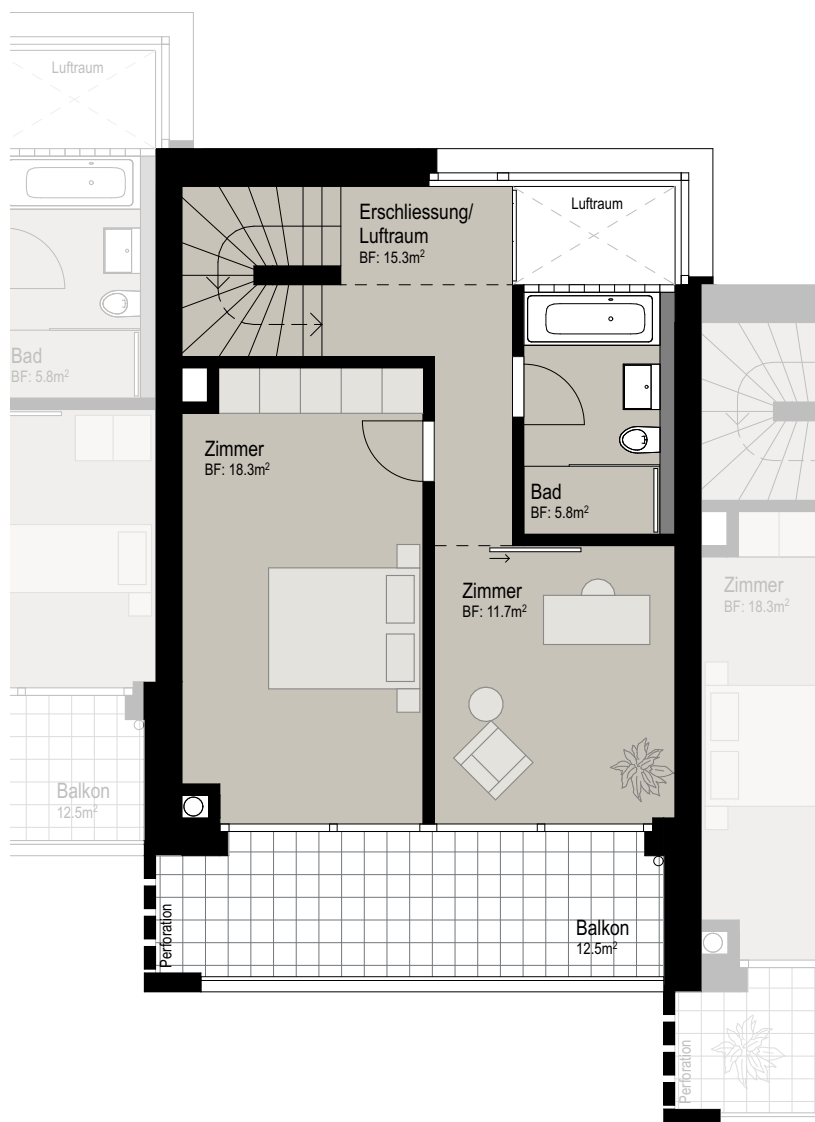 Luftraum
Erschliessung/
Luftraum
BF: 15.3m²
Luftraum
Bad
BF: 5.8m²
Zimmer
BF: 18.3m²
Bad
BF: 5.8m²
Zimmer
BF: 11.7m²
Zimmer
BF: 18.3m²
Balkon
12.5m²
Perforation
Balkon
12.5m²
Perforation